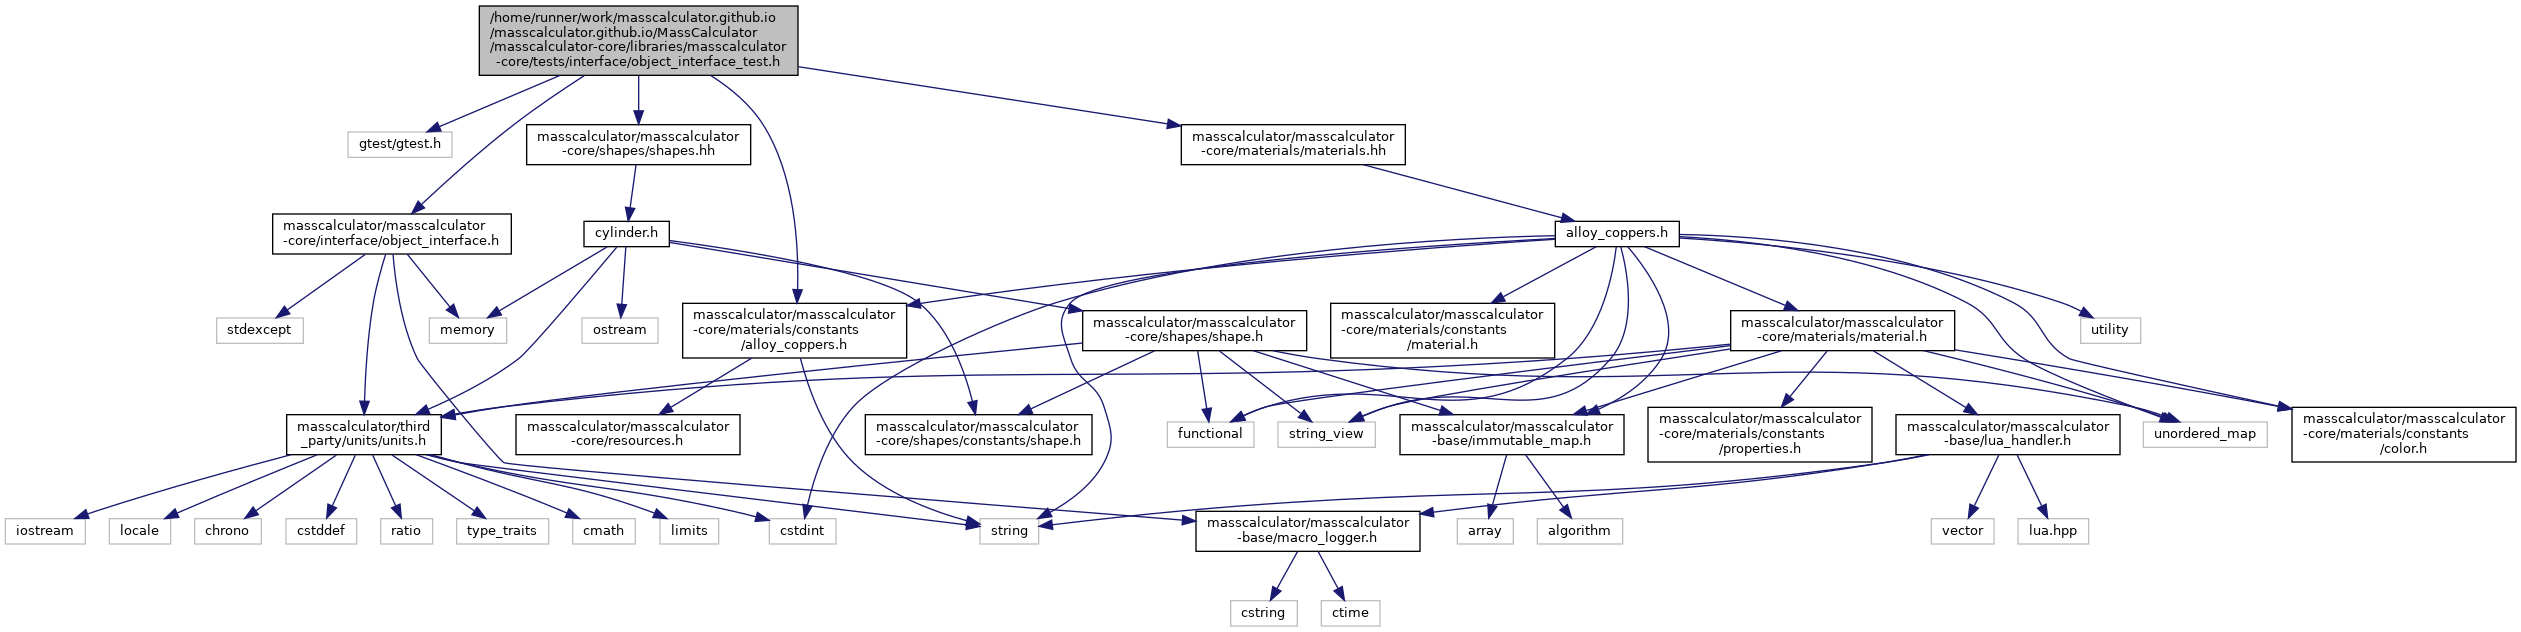 /home/runner/work/masscalculator.github.io
/masscalculator.github.io/MassCalculator
/masscalculator-core/libraries/masscalculator
-core/tests/interface/object_interface_test.h
gtest/gtest.h
masscalculator/masscalculator
-core/shapes/shapes.hh
masscalculator/masscalculator
-core/materials/materials.hh
masscalculator/masscalculator
-core/interface/object_interface.h
cylinder.h
alloy_coppers.h
stdexcept
memory
ostream
masscalculator/masscalculator
-core/materials/constants
/alloy_coppers.h
masscalculator/masscalculator
-core/shapes/shape.h
masscalculator/masscalculator
-core/materials/constants
/material.h
masscalculator/masscalculator
-core/materials/material.h
utility
masscalculator/third
_party/units/units.h
masscalculator/masscalculator
-core/resources.h
masscalculator/masscalculator
-core/shapes/constants/shape.h
functional
string_view
masscalculator/masscalculator
-base/immutable_map.h
masscalculator/masscalculator
-core/materials/constants
/properties.h
masscalculator/masscalculator
-base/lua_handler.h
unordered_map
masscalculator/masscalculator
-core/materials/constants
/color.h
iostream
locale
chrono
cstddef
ratio
type_traits
cmath
limits
cstdint
string
masscalculator/masscalculator
-base/macro_logger.h
array
algorithm
vector
lua.hpp
cstring
ctime